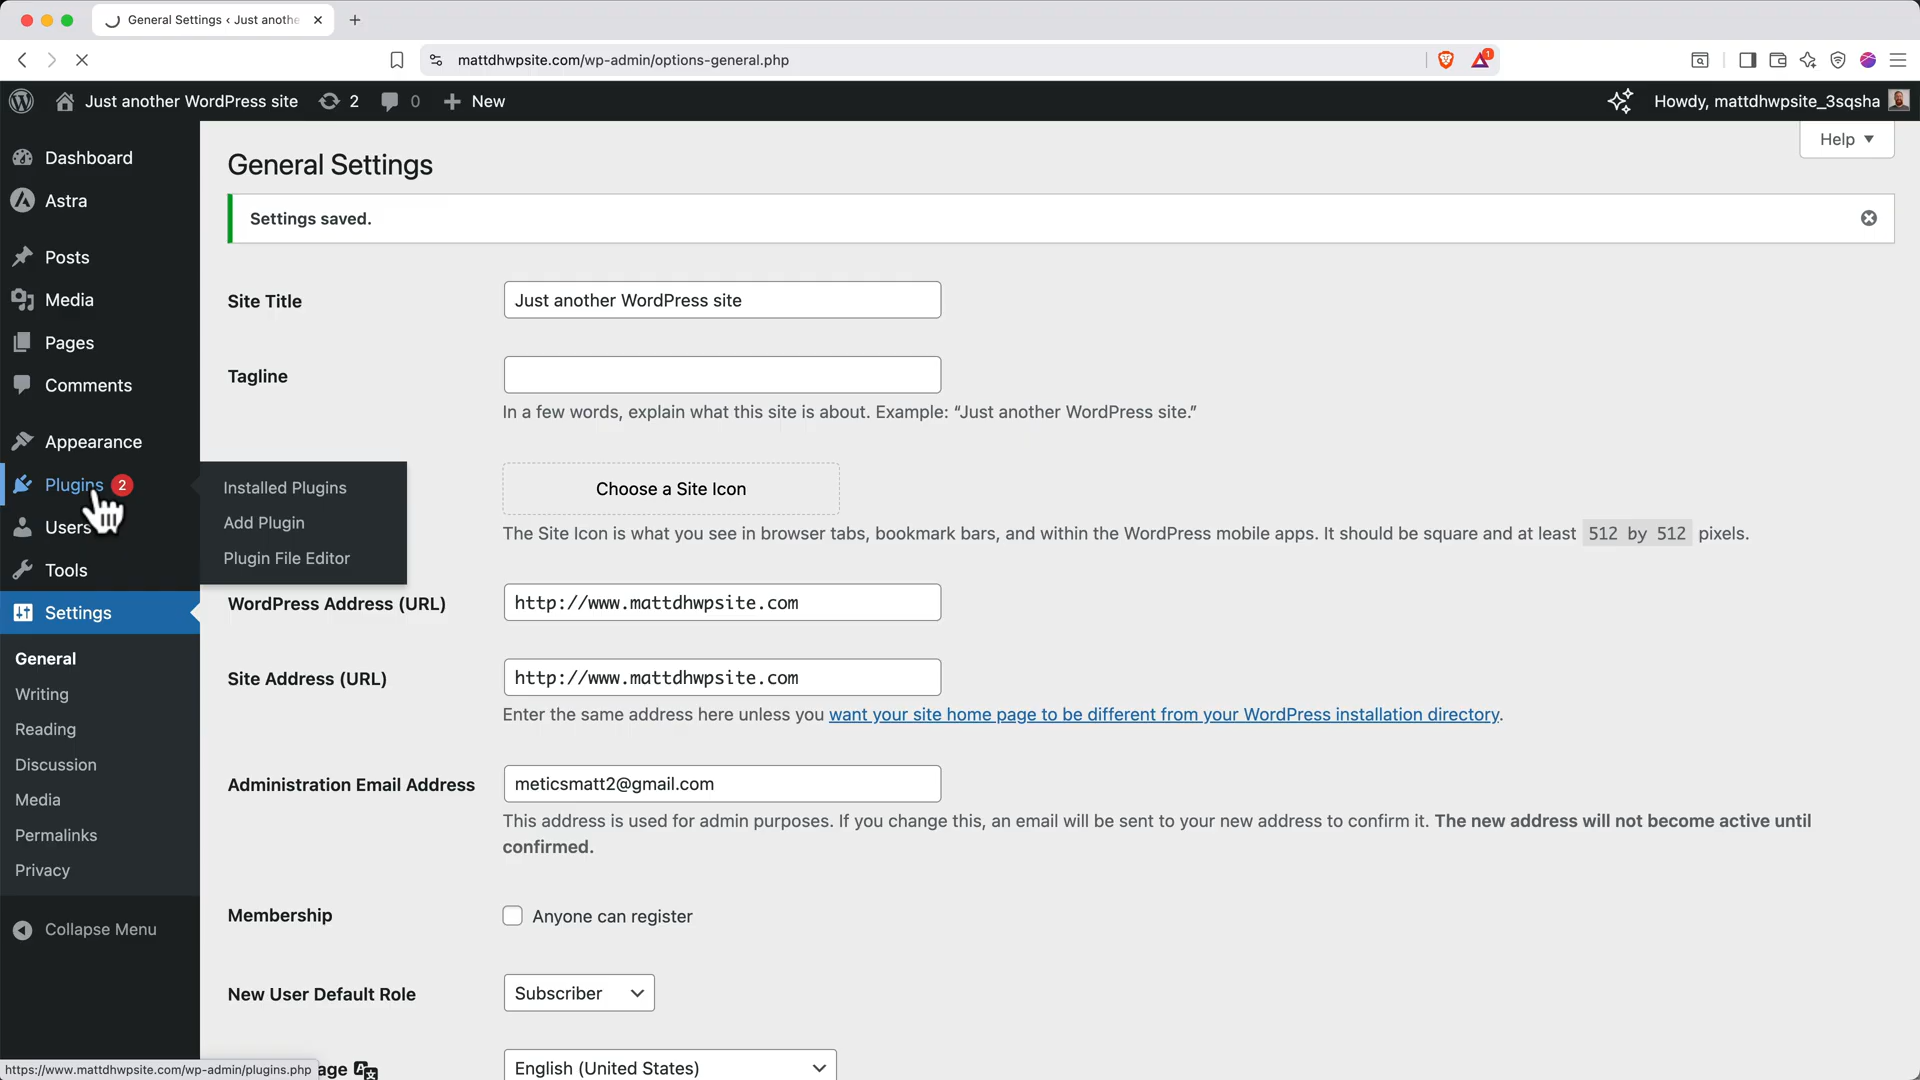 General Settings ‹ Just anothe
mattdhwpsite.com/wp-admin/options-general.php
1
Just another WordPress site
2
0
New
Howdy, mattdhwpsite_3sqsha
Help
Dashboard
Astra
Posts
Media
Pages
Comments
Appearance
Plugins 2
Users
Tools
Settings
General
Writing
Reading
Discussion
Media
Permalinks
Privacy
Collapse Menu
Installed Plugins
Add Plugin
Plugin File Editor
General Settings
Settings saved.
Site Title
Just another WordPress site
Tagline
In a few words, explain what this site is about. Example: “Just another WordPress site.”
Choose a Site Icon
The Site Icon is what you see in browser tabs, bookmark bars, and within the WordPress mobile apps. It should be square and at least 512 by 512 pixels.
WordPress Address (URL)
http://www.mattdhwpsite.com
Site Address (URL)
http://www.mattdhwpsite.com
Enter the same address here unless you want your site home page to be different from your WordPress installation directory.
Administration Email Address
meticsmatt2@gmail.com
This address is used for admin purposes. If you change this, an email will be sent to your new address to confirm it. The new address will not become active until
confirmed.
Membership
Anyone can register
New User Default Role
Subscriber
age
English (United States)
https://www.mattdhwpsite.com/wp-admin/plugins.php